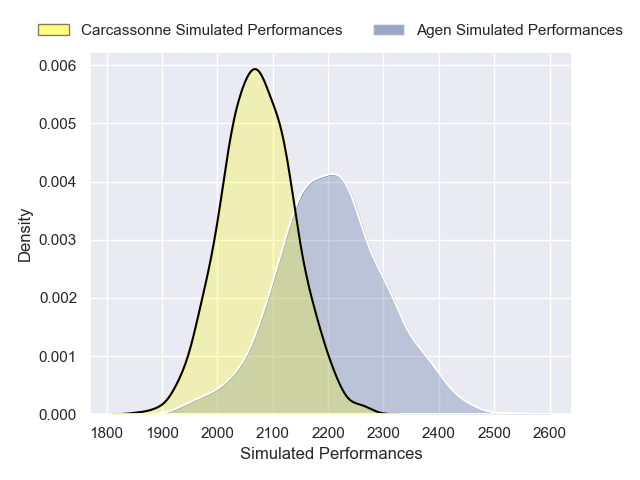 Carcassonne Simulated Performances Agen Simulated Performances
0.006
0.005
0.004
0.003
0.002
0.001
0.000
Density
1800 1900 2000 2100 2200 2300 2400 2500 2600
Simulated Performances